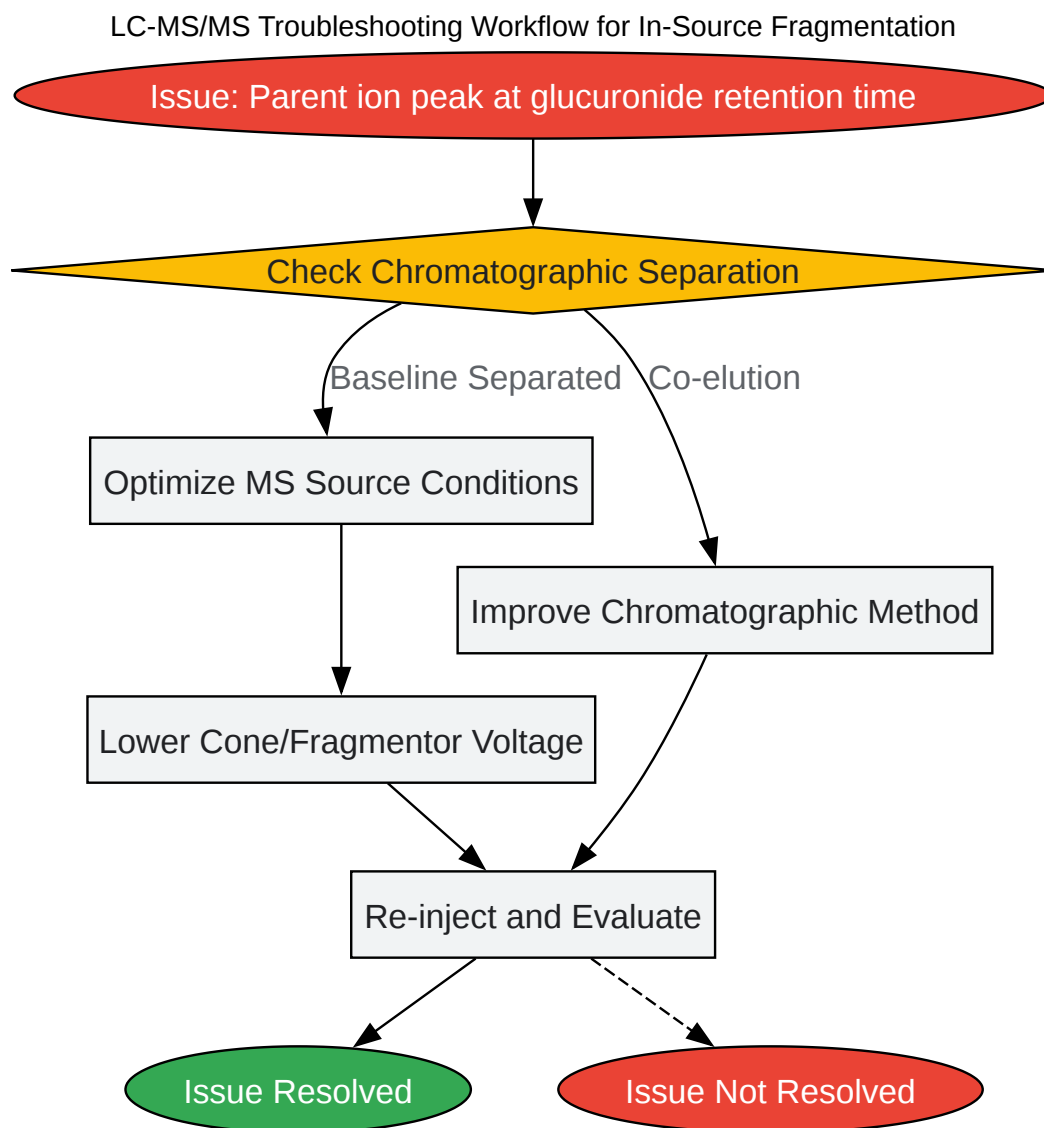 LC-MS/MS Troubleshooting Workflow for In-Source Fragmentation
Issue: Parent ion peak at glucuronide retention time
Check Chromatographic Separation
Baseline Separated
Co-elution
Optimize MS Source Conditions
Improve Chromatographic Method
Lower Cone/Fragmentor Voltage
Re-inject and Evaluate
Issue Resolved
Issue Not Resolved